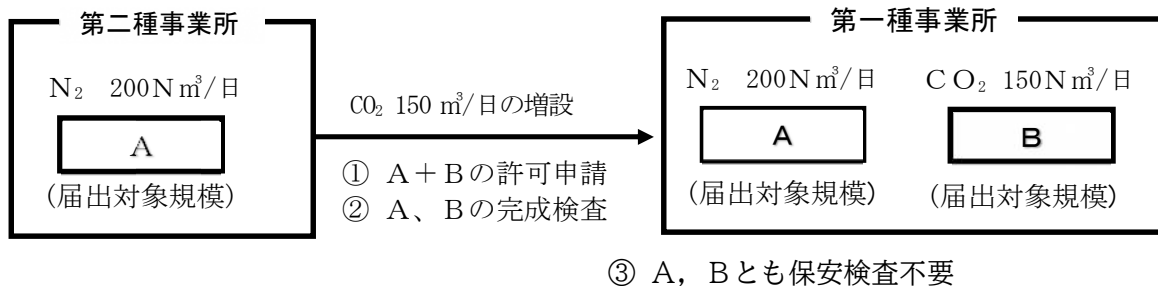 第二種事業所
N₂ 200Nm³/日
A
(届出対象規模)
CO₂ 150 m³/日の増設
① A+Bの許可申請
② A、Bの完成検査
第一種事業所
N₂ 200Nm³/日
CO₂ 150Nm³/日
A
B
(届出対象規模)
(届出対象規模)
③ A，Bとも保安検査不要